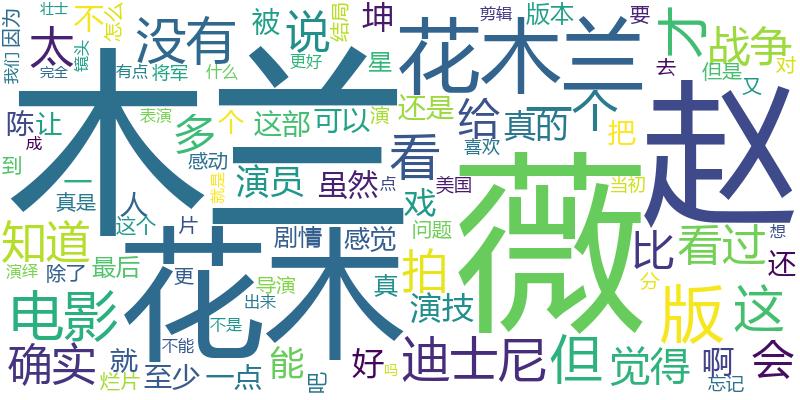 我们
因为
壮士
不
怎么
太
镜头
没有
有点
将军
完全
木兰
被
说
什么
更好
结局
坤
星
花木兰
剪辑
版本
要
才
战争
去
但是
又
对
赵
陈
让
成
到
一
真是
人
表演
多
个
感动
这个
片
就是
这部
可以
演
还是
演员
虽然
点
给
看
戏
真的
一个
喜欢
美国
把
当初
薇
知道
演绎
除了
最后
更
花木
导演
出来
剧情
感觉
真
拍
演技
问题
比
分
看过
还
想
版
这
电影
确实
烂片
就
至少
不是
不能
一点
能
吧
好
吗
迪士尼
但
觉得
啊
会
忘记